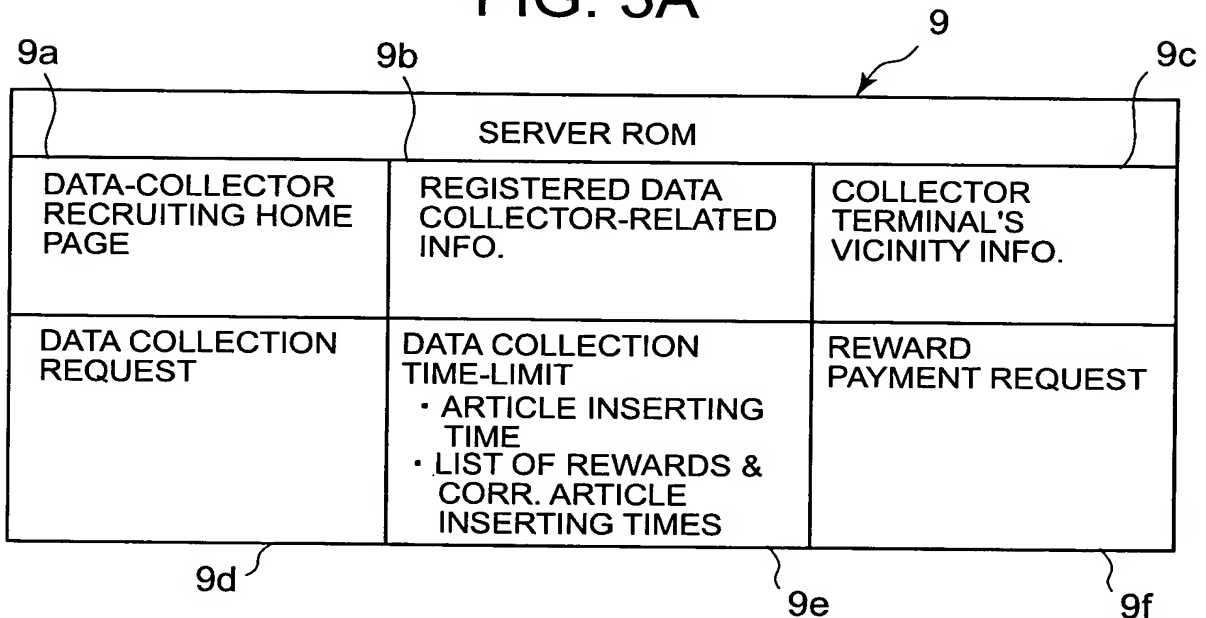 FIG. 3A
9
9a
9b
9c
SERVER ROM
DATA-COLLECTOR
RECRUITING HOME
PAGE
REGISTERED DATA
COLLECTOR-RELATED
INFO.
COLLECTOR
TERMINAL'S
VICINITY INFO.
DATA COLLECTION
REQUEST
DATA COLLECTION
TIME-LIMIT
· ARTICLE INSERTING
TIME
· LIST OF REWARDS &
CORR. ARTICLE
INSERTING TIMES
REWARD
PAYMENT REQUEST
9d
9e
9f